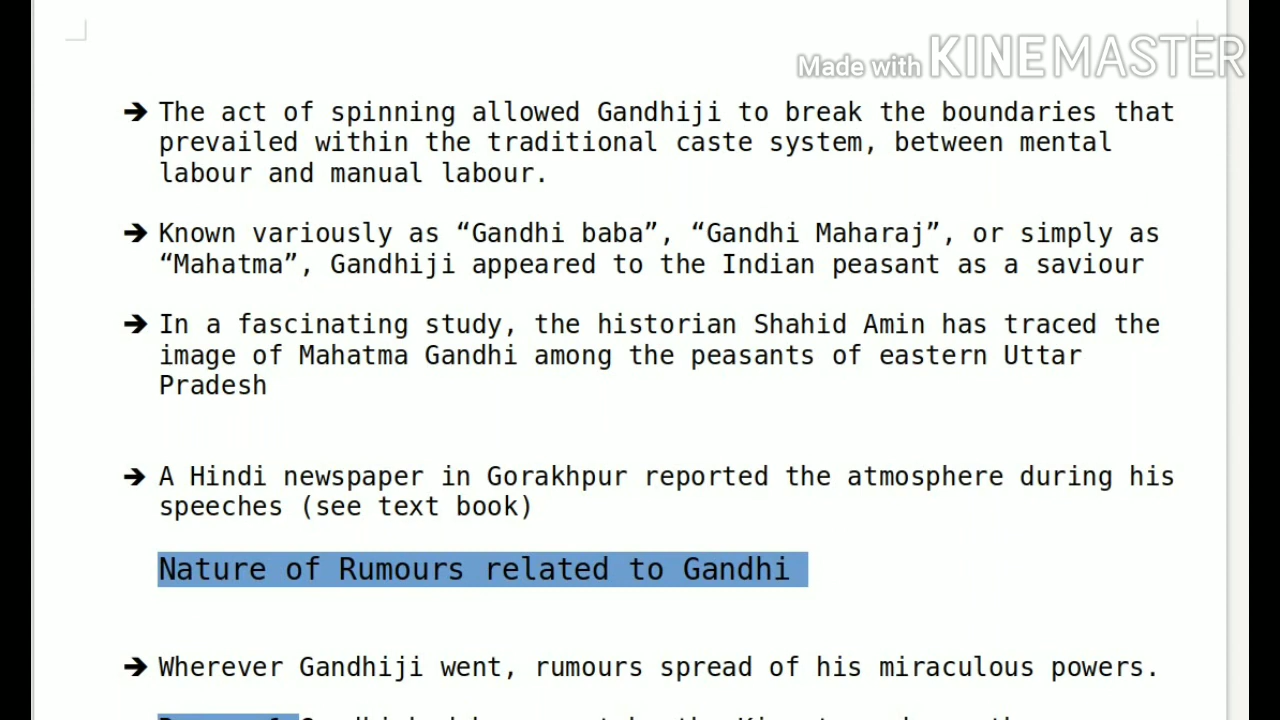 Made with KINEMASTER
➔ The act of spinning allowed Gandhiji to break the boundaries that
prevailed within the traditional caste system, between mental
labour and manual labour.
➔ Known variously as “Gandhi baba”, “Gandhi Maharaj”, or simply as
“Mahatma”, Gandhiji appeared to the Indian peasant as a saviour
➔ In a fascinating study, the historian Shahid Amin has traced the
image of Mahatma Gandhi among the peasants of eastern Uttar
Pradesh
➔ A Hindi newspaper in Gorakhpur reported the atmosphere during his
speeches (see text book)
Nature of Rumours related to Gandhi
➔ Wherever Gandhiji went, rumours spread of his miraculous powers.